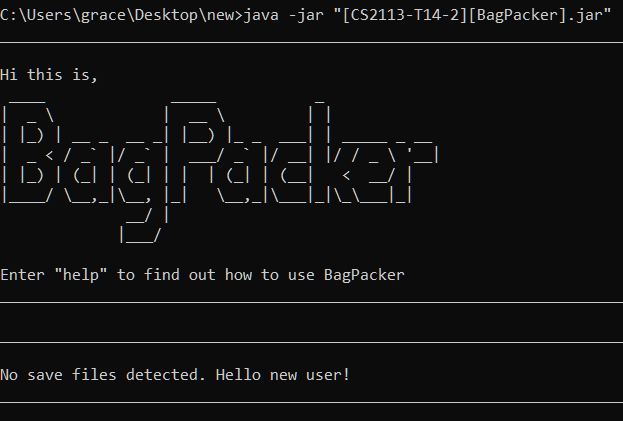 C:\Users\grace\Desktop\new>java -jar "[CS2113-T14-2][BagPacker].jar"
Hi this is,
BagPacker
Enter "help" to find out how to use BagPacker
No save files detected. Hello new user!